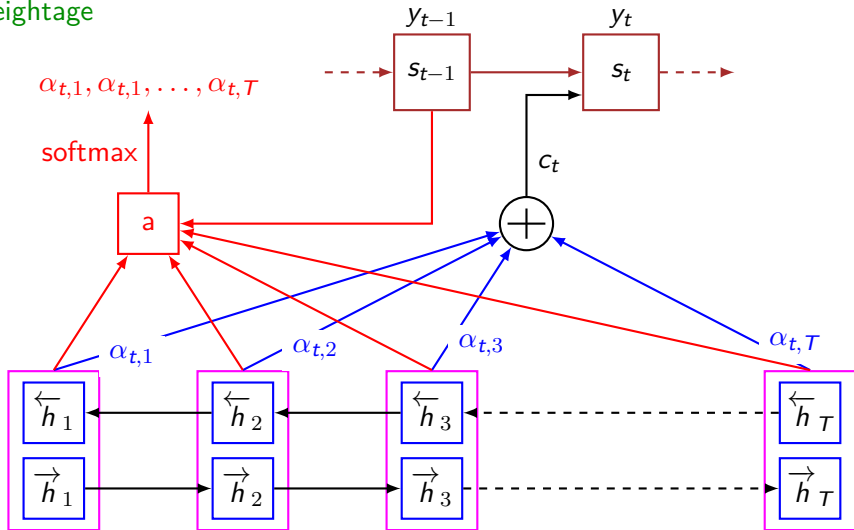 eightage
y_{t−1} y_t
s_{t−1} s_t
α_{t,1}, α_{t,1}, . . . , α_{t,T}
softmax
c_t
a
α_{t,1} α_{t,2} α_{t,3} α_{t,T}
←h_1 ←h_2 ←h_3 ←h_T
→h_1 →h_2 →h_3 →h_T